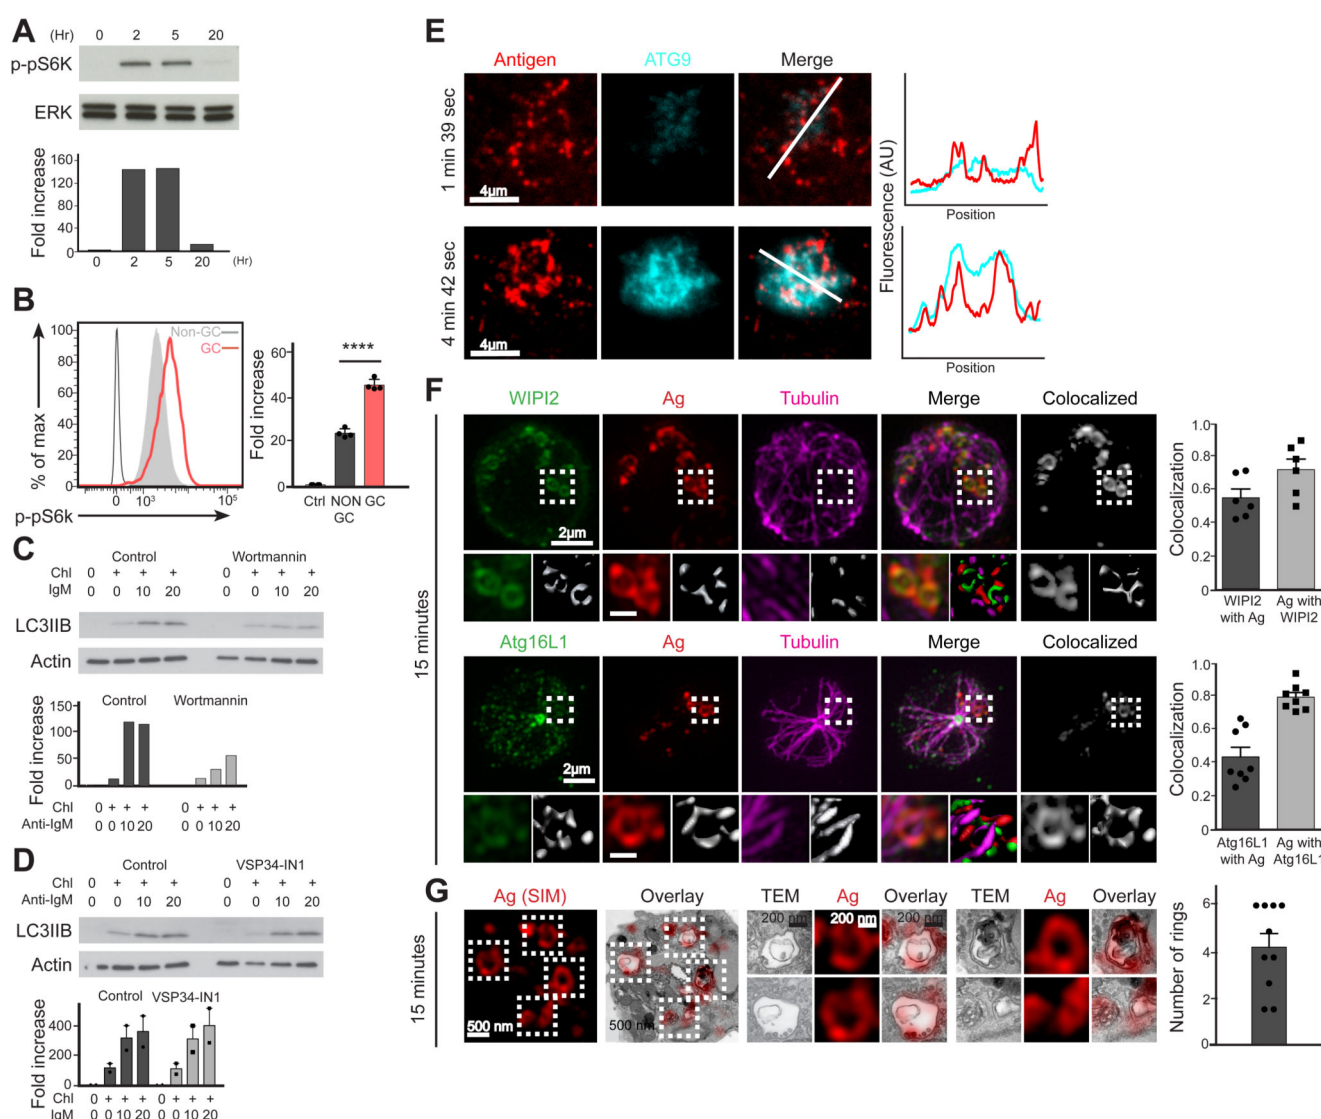 A
(Hr) 0 2 5 20
p-pS6K
ERK
Fold increase
160
120
80
40
0
0 2 5 20 (Hr)
B
% of max
100
80
60
40
20
0
Non-GC
GC
0 10³ 10⁵
p-pS6k
Fold increase
60
40
20
0
****
Ctrl NON GC
GC
C
Control Wortmannin
Chl 0 + + + 0 + + +
IgM 0 0 10 20 0 0 10 20
LC3IIB
Actin
Fold increase
150
100
50
0
Control Wortmannin
Chl 0 + + + 0 + + +
Anti-IgM 0 0 10 20 0 0 10 20
D
Control VSP34-IN1
Chl 0 + + + 0 + + +
Anti-IgM 0 0 10 20 0 0 10 20
LC3IIB
Actin
Fold increase
400
200
0
Control VSP34-IN1
Chl 0 + + + 0 + + +
IgM 0 0 10 20 0 0 10 20
E
Antigen ATG9 Merge
1 min 39 sec
4µm
4 min 42 sec
4µm
Fluorescence (AU)
Position
Position
F
15 minutes
WIPI2 Ag Tubulin Merge Colocalized
2µm
Colocalization
1.0
0.8
0.6
0.4
0.2
0
WIPI2 Ag with
with Ag WIPI2
Atg16L1 Ag Tubulin Merge Colocalized
2µm
Colocalization
1.0
0.8
0.6
0.4
0.2
0
Atg16L1 Ag with
with Ag Atg16L1
G
15 minutes
Ag (SIM) Overlay TEM Ag Overlay TEM Ag Overlay
500 nm 500 nm 200 nm 200 nm 200 nm
Number of rings
6
4
2
0